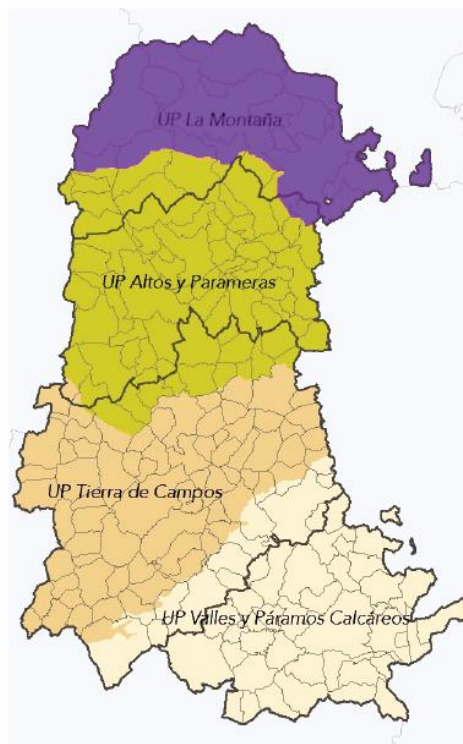 UP La Montaña
UP Altos y Parameras
UP Tierra de Campos
UP Valles y Páramos Calcáreos